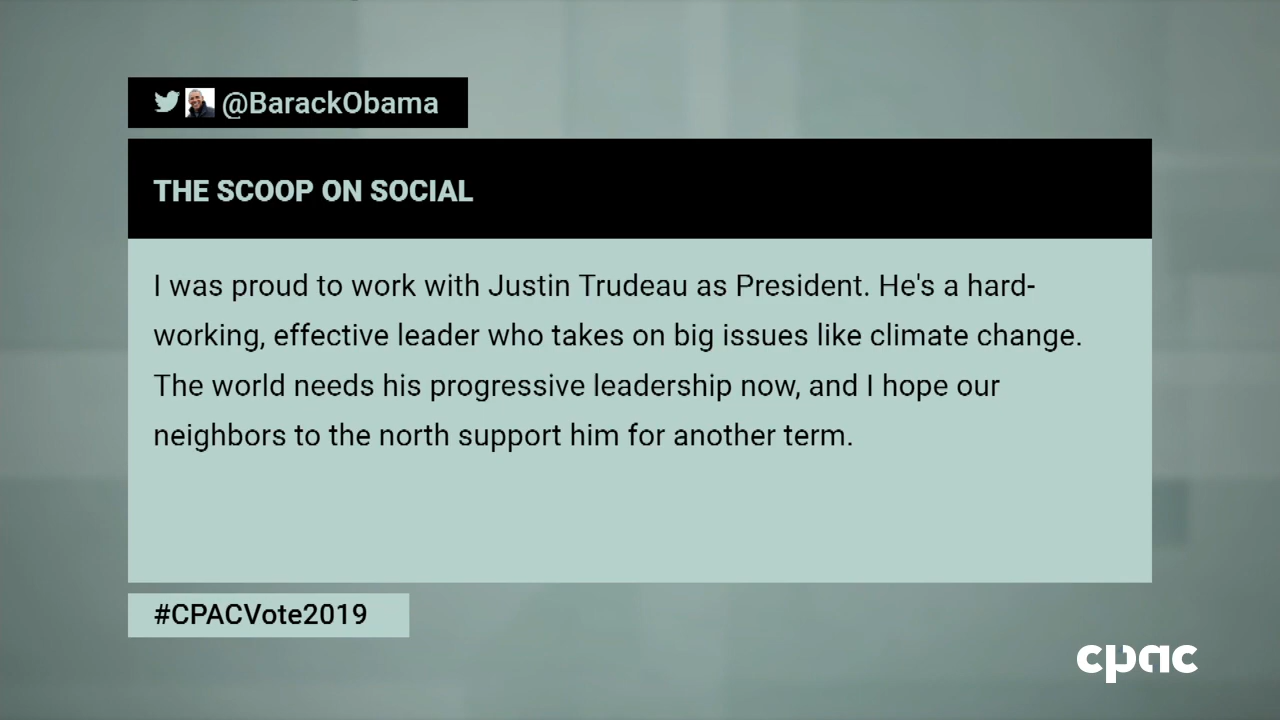 @BarackObama
THE SCOOP ON SOCIAL
I was proud to work with Justin Trudeau as President. He's a hard-
working, effective leader who takes on big issues like climate change.
The world needs his progressive leadership now, and I hope our
neighbors to the north support him for another term.
#CPACVote2019
cpac